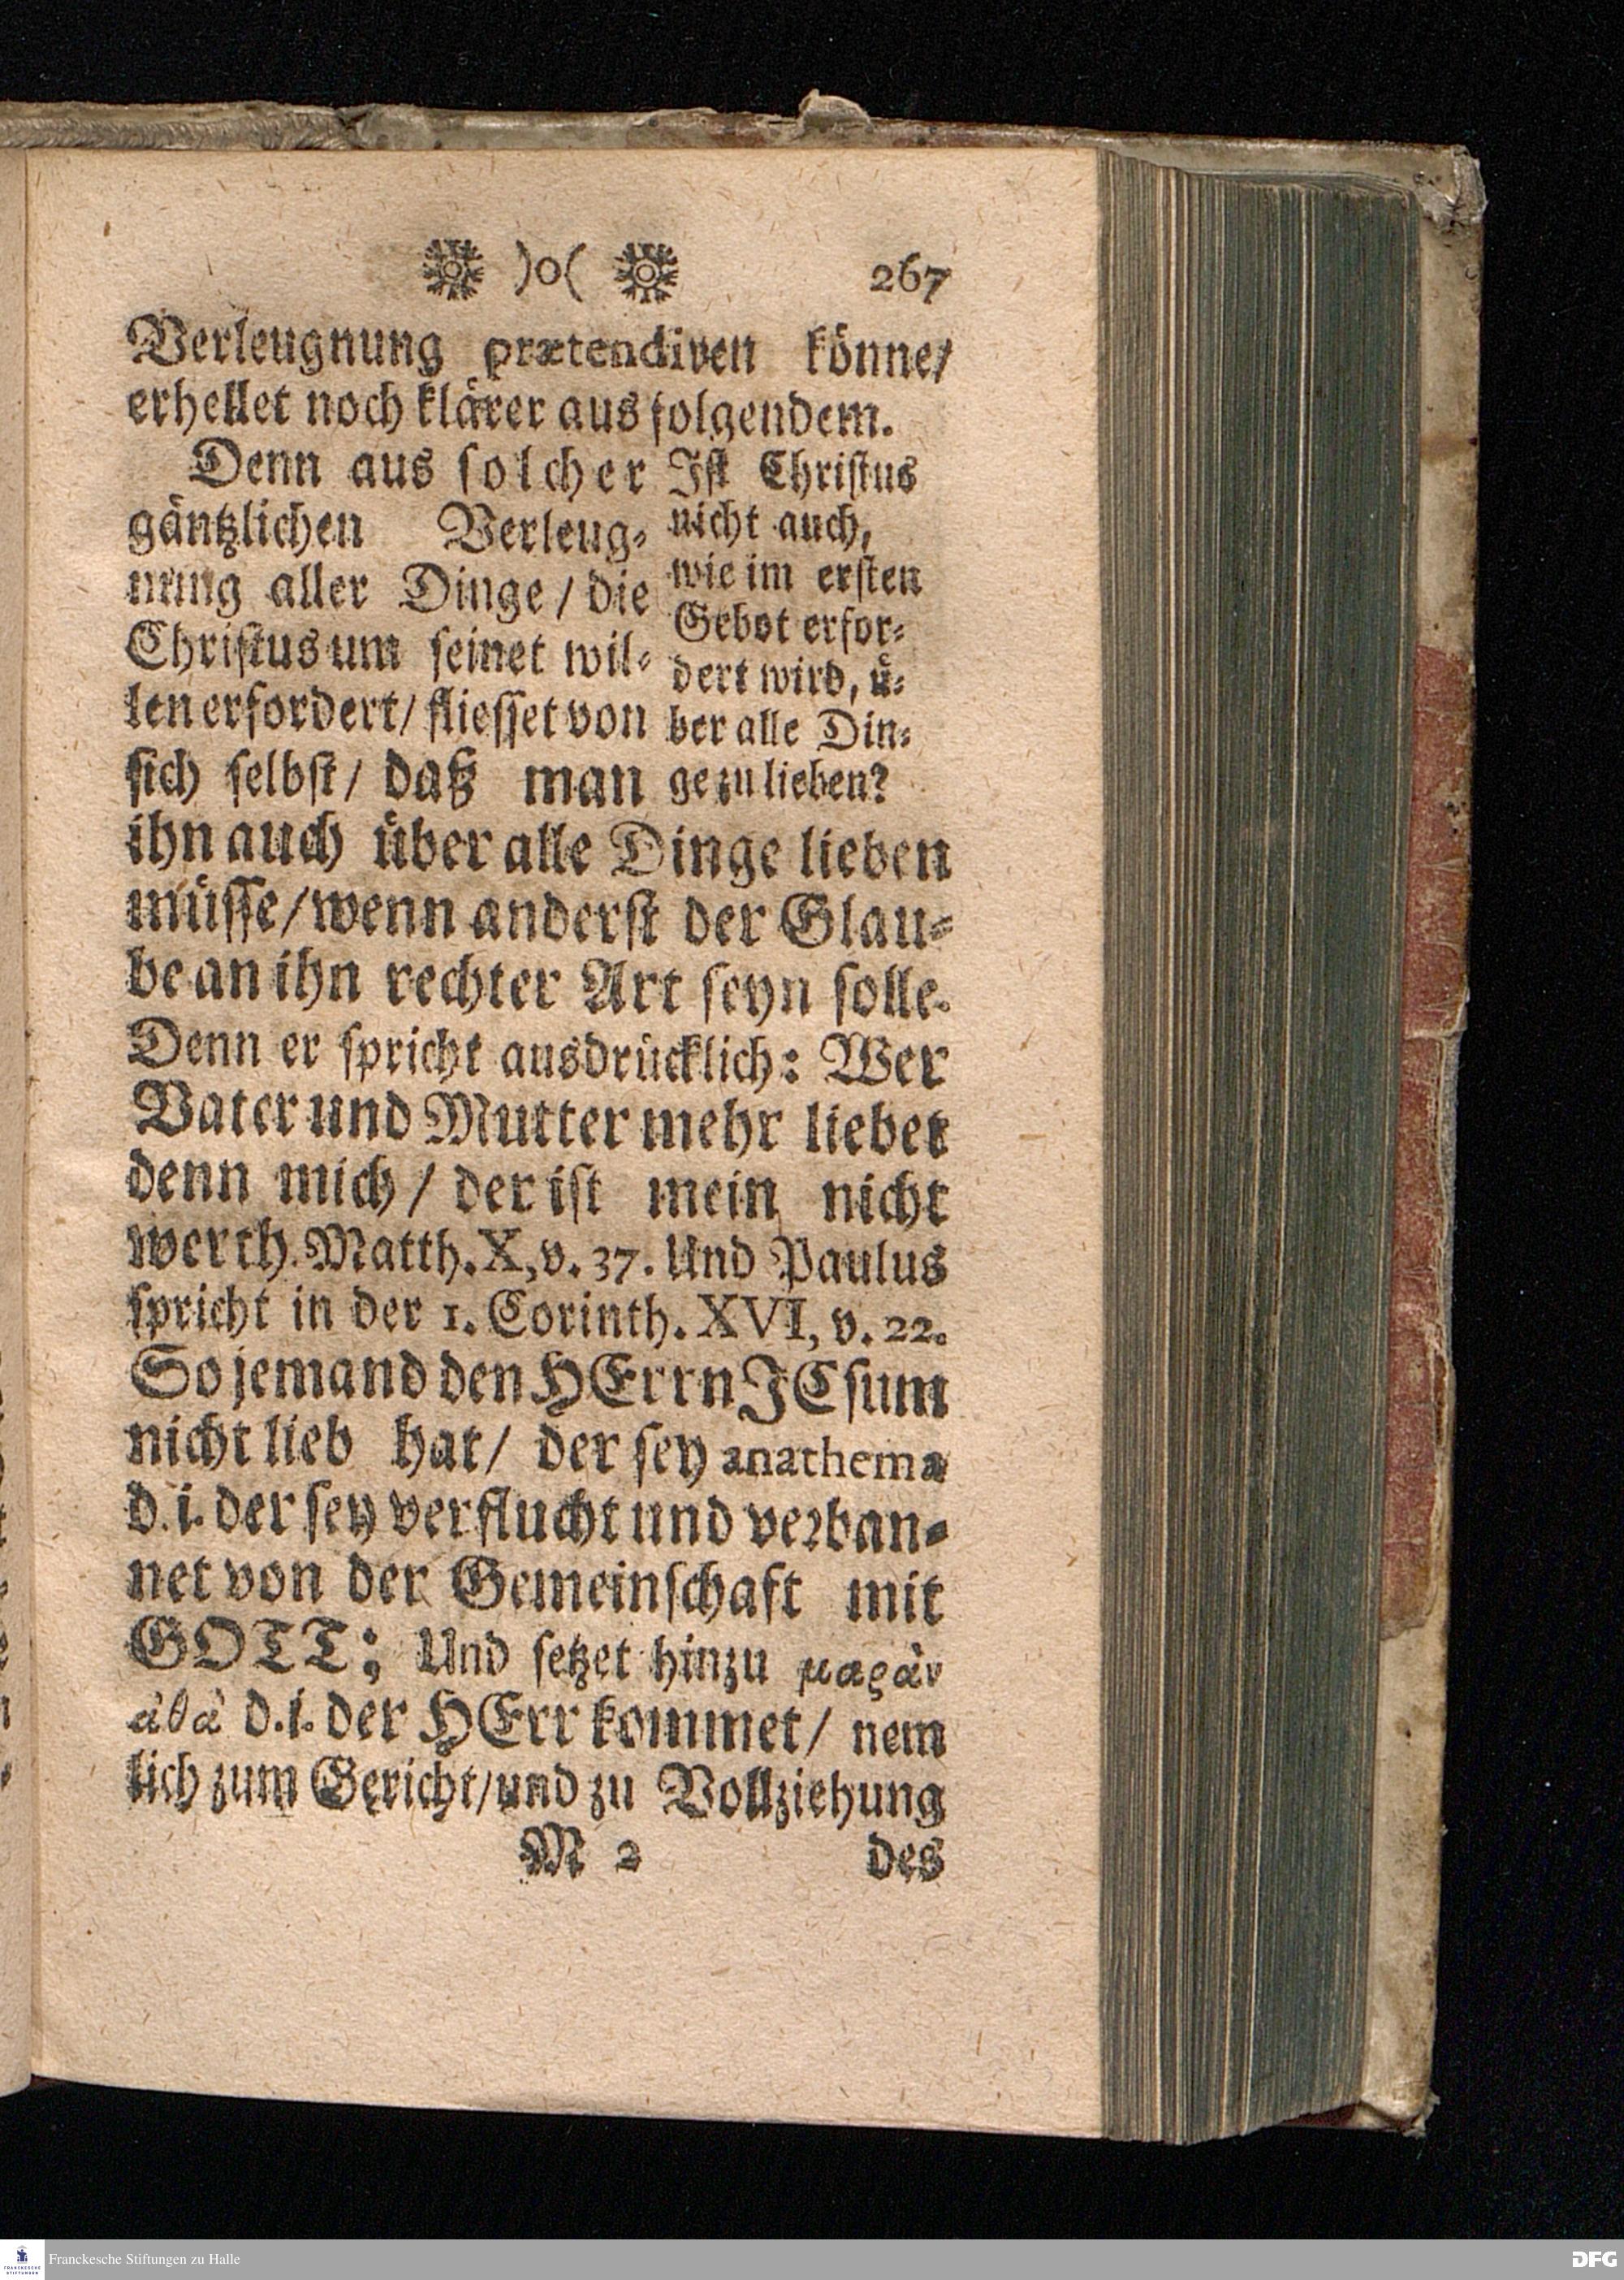 )o( 267
Verleugnung prætendiren könne/
erhellet noch klärer aus folgendem.
Denn aus solcher
gäntzlichen Verleug-
nung aller Dinge / die
Christus um seinet wil-
len erfordert/ fliesset von
sich selbst/ daß man
Ist Christus
nicht auch,
wie im ersten
Gebot erfor-
dert wird, ü-
ber alle Din-
ge zu lieben?
ihn auch über alle Dinge lieben
müsse/wenn anderst der Glau-
be an ihn rechter Art seyn solle.
Denn er spricht ausdrücklich: Wer
Vater und Mutter mehr liebet
denn mich / der ist mein nicht
werth. Matth. X, v. 37. Und Paulus
spricht in der 1. Corinth. XVI, v. 22.
So jemand den HErrn JEsum
nicht lieb hat/ der sey anathema
d. i. der sey verflucht und verban-
net von der Gemeinschaft mit
GOTT; Und setzet hinzu μαρὰν
ἀθὰ d. i. der HErr kommet/ nem
lich zum Gericht/und zu Vollziehung
M 2 des
Franckesche Stiftungen zu Halle
DFG